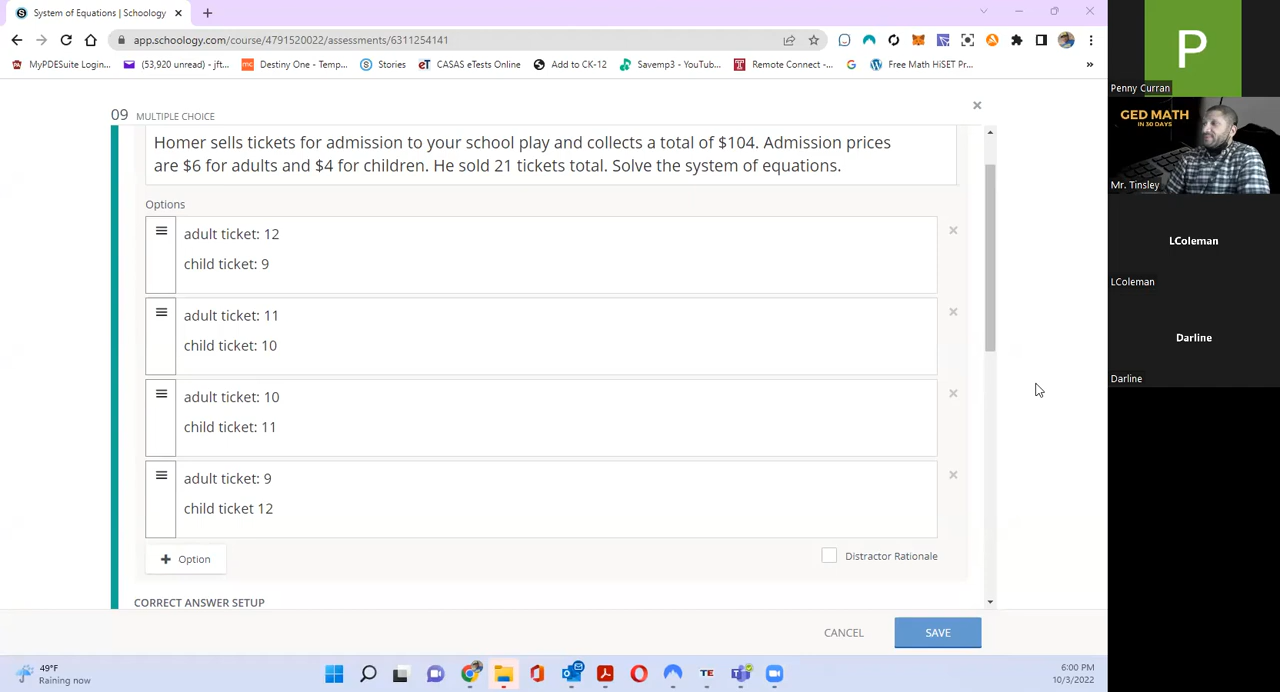 System of Equations | Schoology
app.schoology.com/course/4791520022/assessments/6311254141
MyPDESuite Login...
(53,920 unread) - jft...
Destiny One - Temp...
Stories
CASAS eTests Online
Add to CK-12
Savemp3 - YouTub...
Remote Connect -...
Free Math HiSET Pr...
»
09 MULTIPLE CHOICE
Homer sells tickets for admission to your school play and collects a total of $104. Admission prices
are $6 for adults and $4 for children. He sold 21 tickets total. Solve the system of equations.
Options
adult ticket: 12
child ticket: 9
adult ticket: 11
child ticket: 10
adult ticket: 10
child ticket: 11
adult ticket: 9
child ticket 12
+ Option
Distractor Rationale
CORRECT ANSWER SETUP
CANCEL
SAVE
49°F
Raining now
TE
6:00 PM
10/3/2022
P
Penny Curran
GED MATH
IN 30 DAYS
Mr. Tinsley
LColeman
LColeman
Darline
Darline